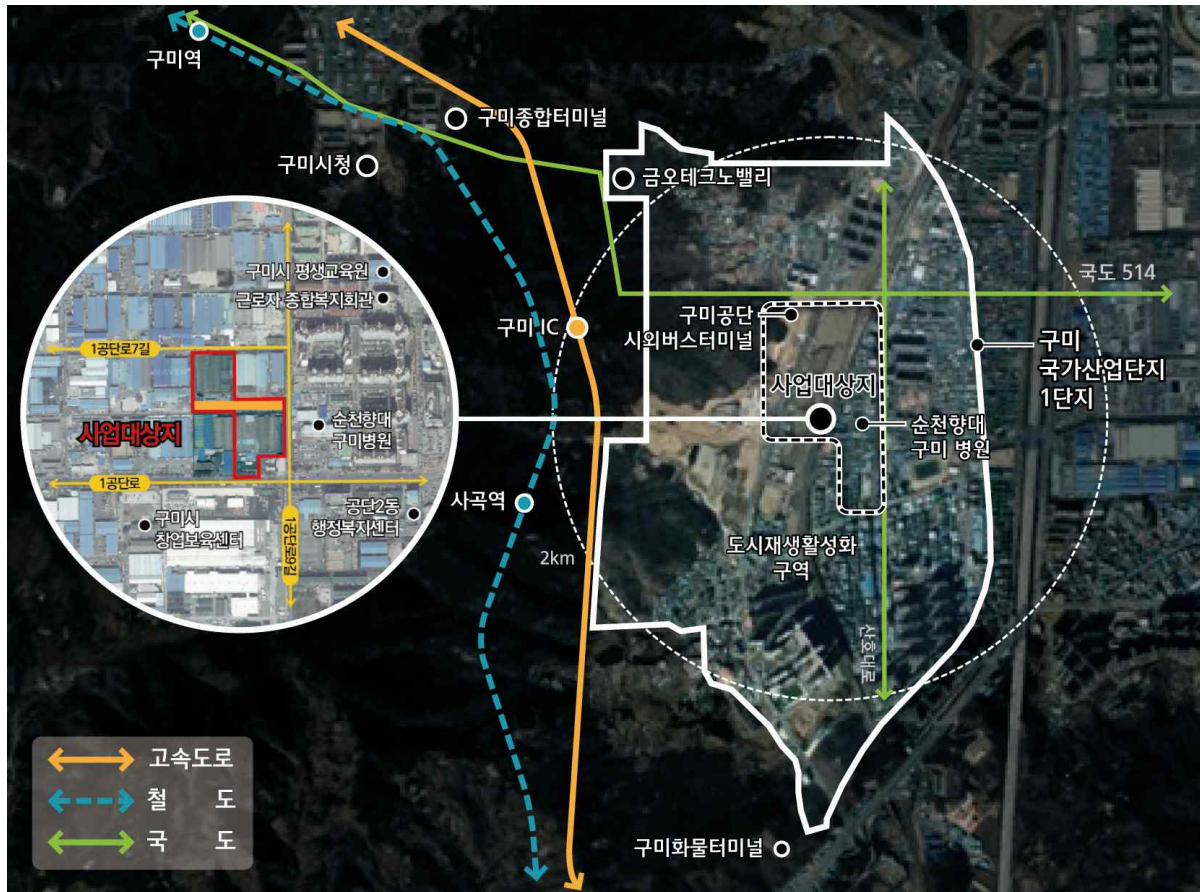 구미역
구미종합터미널
구미시청
금오테크노밸리
구미시 평생교육원
근로자 종합복지회관
국도 514
구미 IC
구미공단
시외버스터미널
구미
국가산업단지
1단지
1공단로7길
사업대상지
순천향대
구미 병원
사업대상지
순천향대
구미병원
1공단로
사곡역
구미시
창업보육센터
공단2동
행정복지센터
1공단로9길
2km
도시재생활성화
구역
산호대로
고속도로
철 도
국 도
구미화물터미널